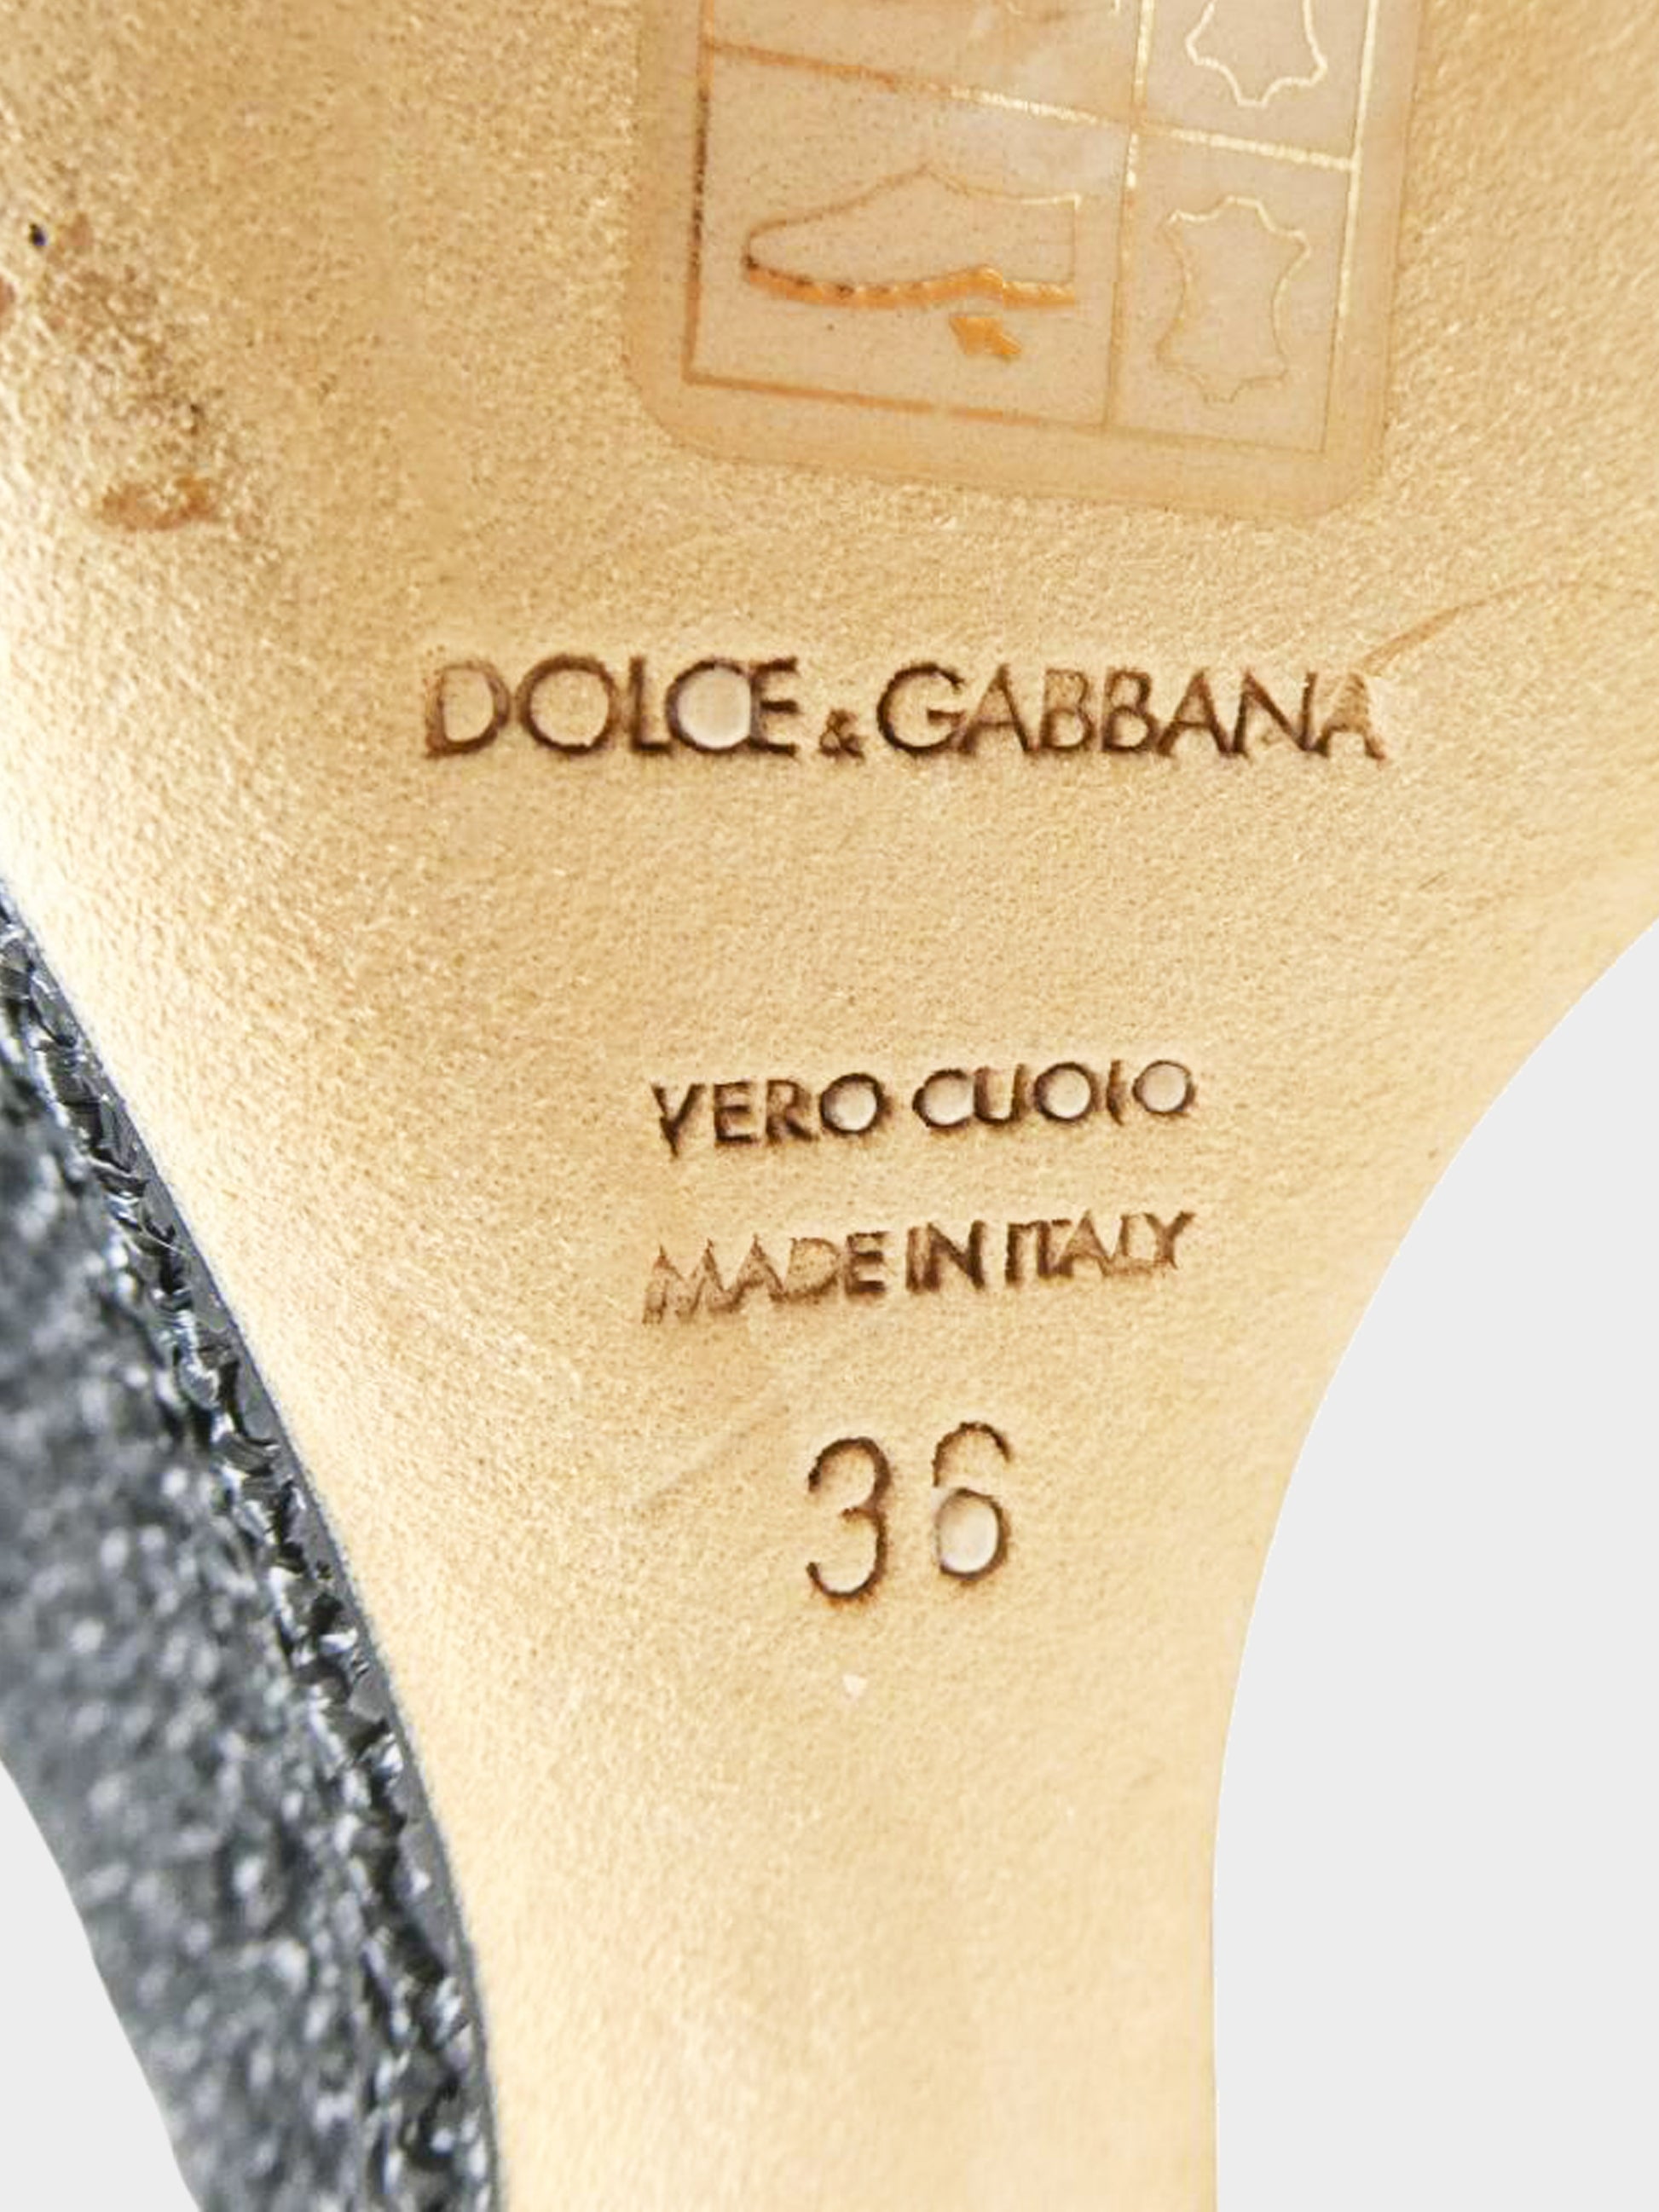 DOLCE & GABBANA
VERO CUOIO
MADE IN ITALY
36